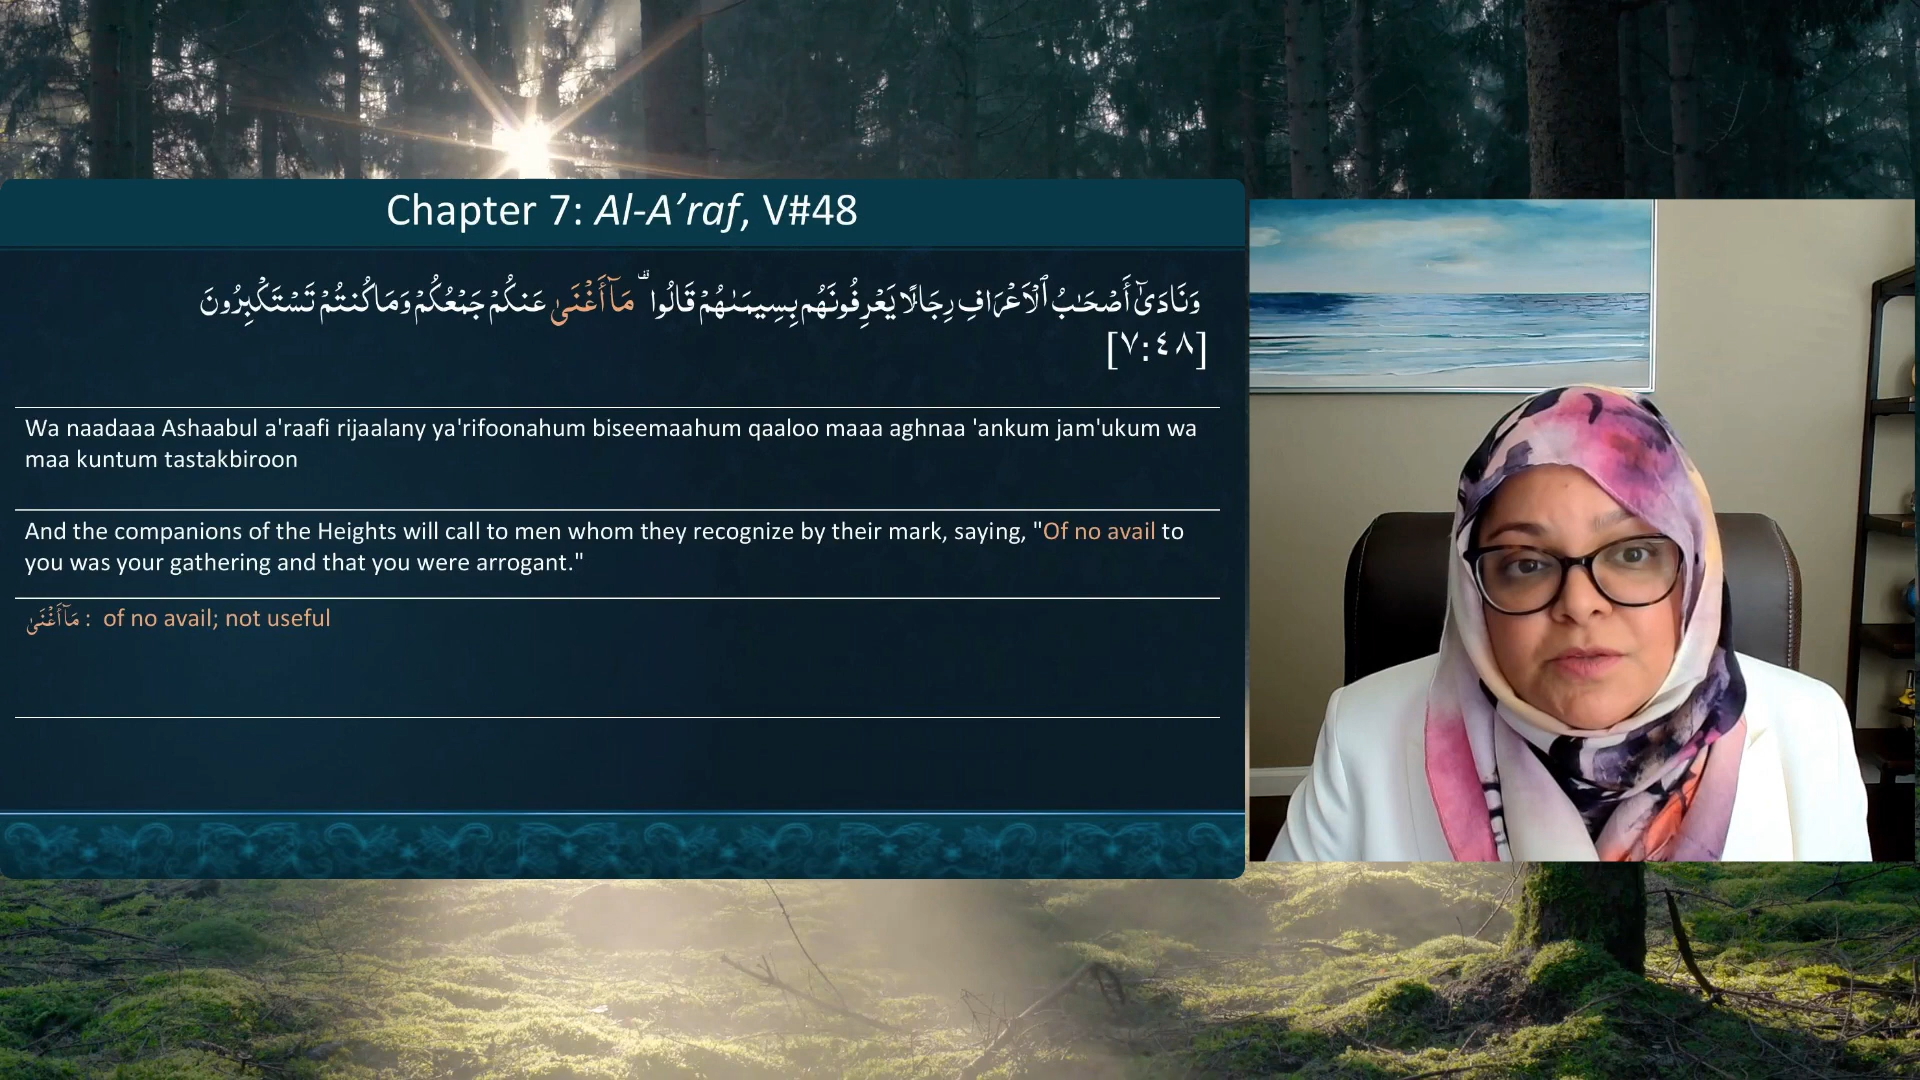 Chapter 7: Al-A’raf, V#48
وَنَادَىٰٓ أَصْحَـٰبُ ٱلْأَعْرَافِ رِجَالًا يَعْرِفُونَهُم بِسِيمَىٰهُمْ قَالُوا۟ مَآ أَغْنَىٰ عَنكُمْ جَمْعُكُمْ وَمَا كُنتُمْ تَسْتَكْبِرُونَ
[٧:٤٨]
Wa naadaaa Ashaabul a'raafi rijaalany ya'rifoonahum biseemaahum qaaloo maaa aghnaa 'ankum jam'ukum wa
maa kuntum tastakbiroon
And the companions of the Heights will call to men whom they recognize by their mark, saying, "Of no avail to
you was your gathering and that you were arrogant."
مَآ أَغْنَىٰ : of no avail; not useful